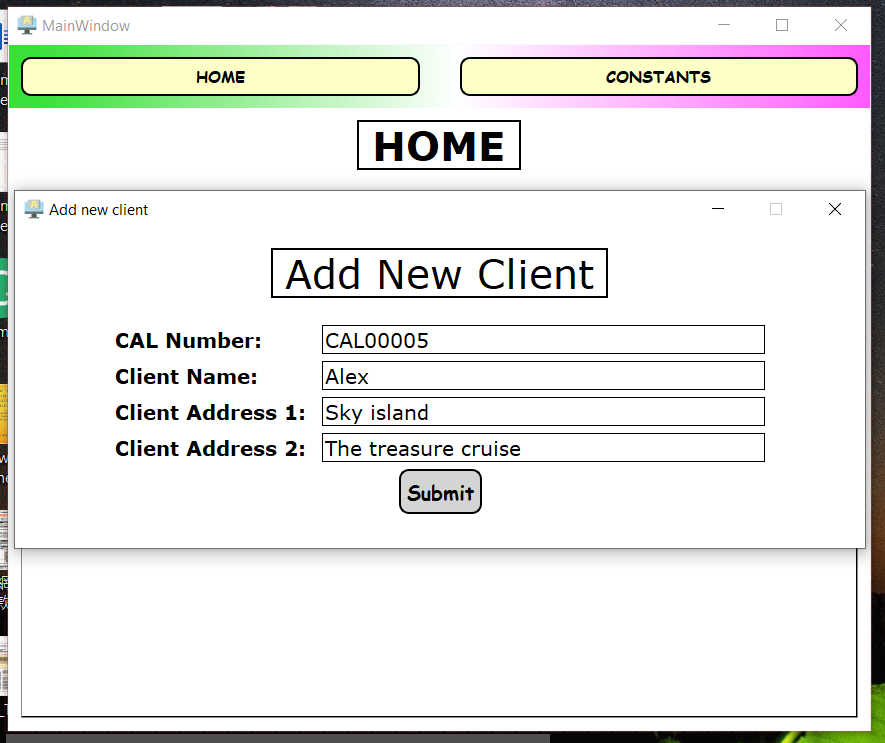 MainWindow
HOME
CONSTANTS
HOME
Add new client
Add New Client
CAL Number: CAL00005
Client Name: Alex
Client Address 1: Sky island
Client Address 2: The treasure cruise
Submit